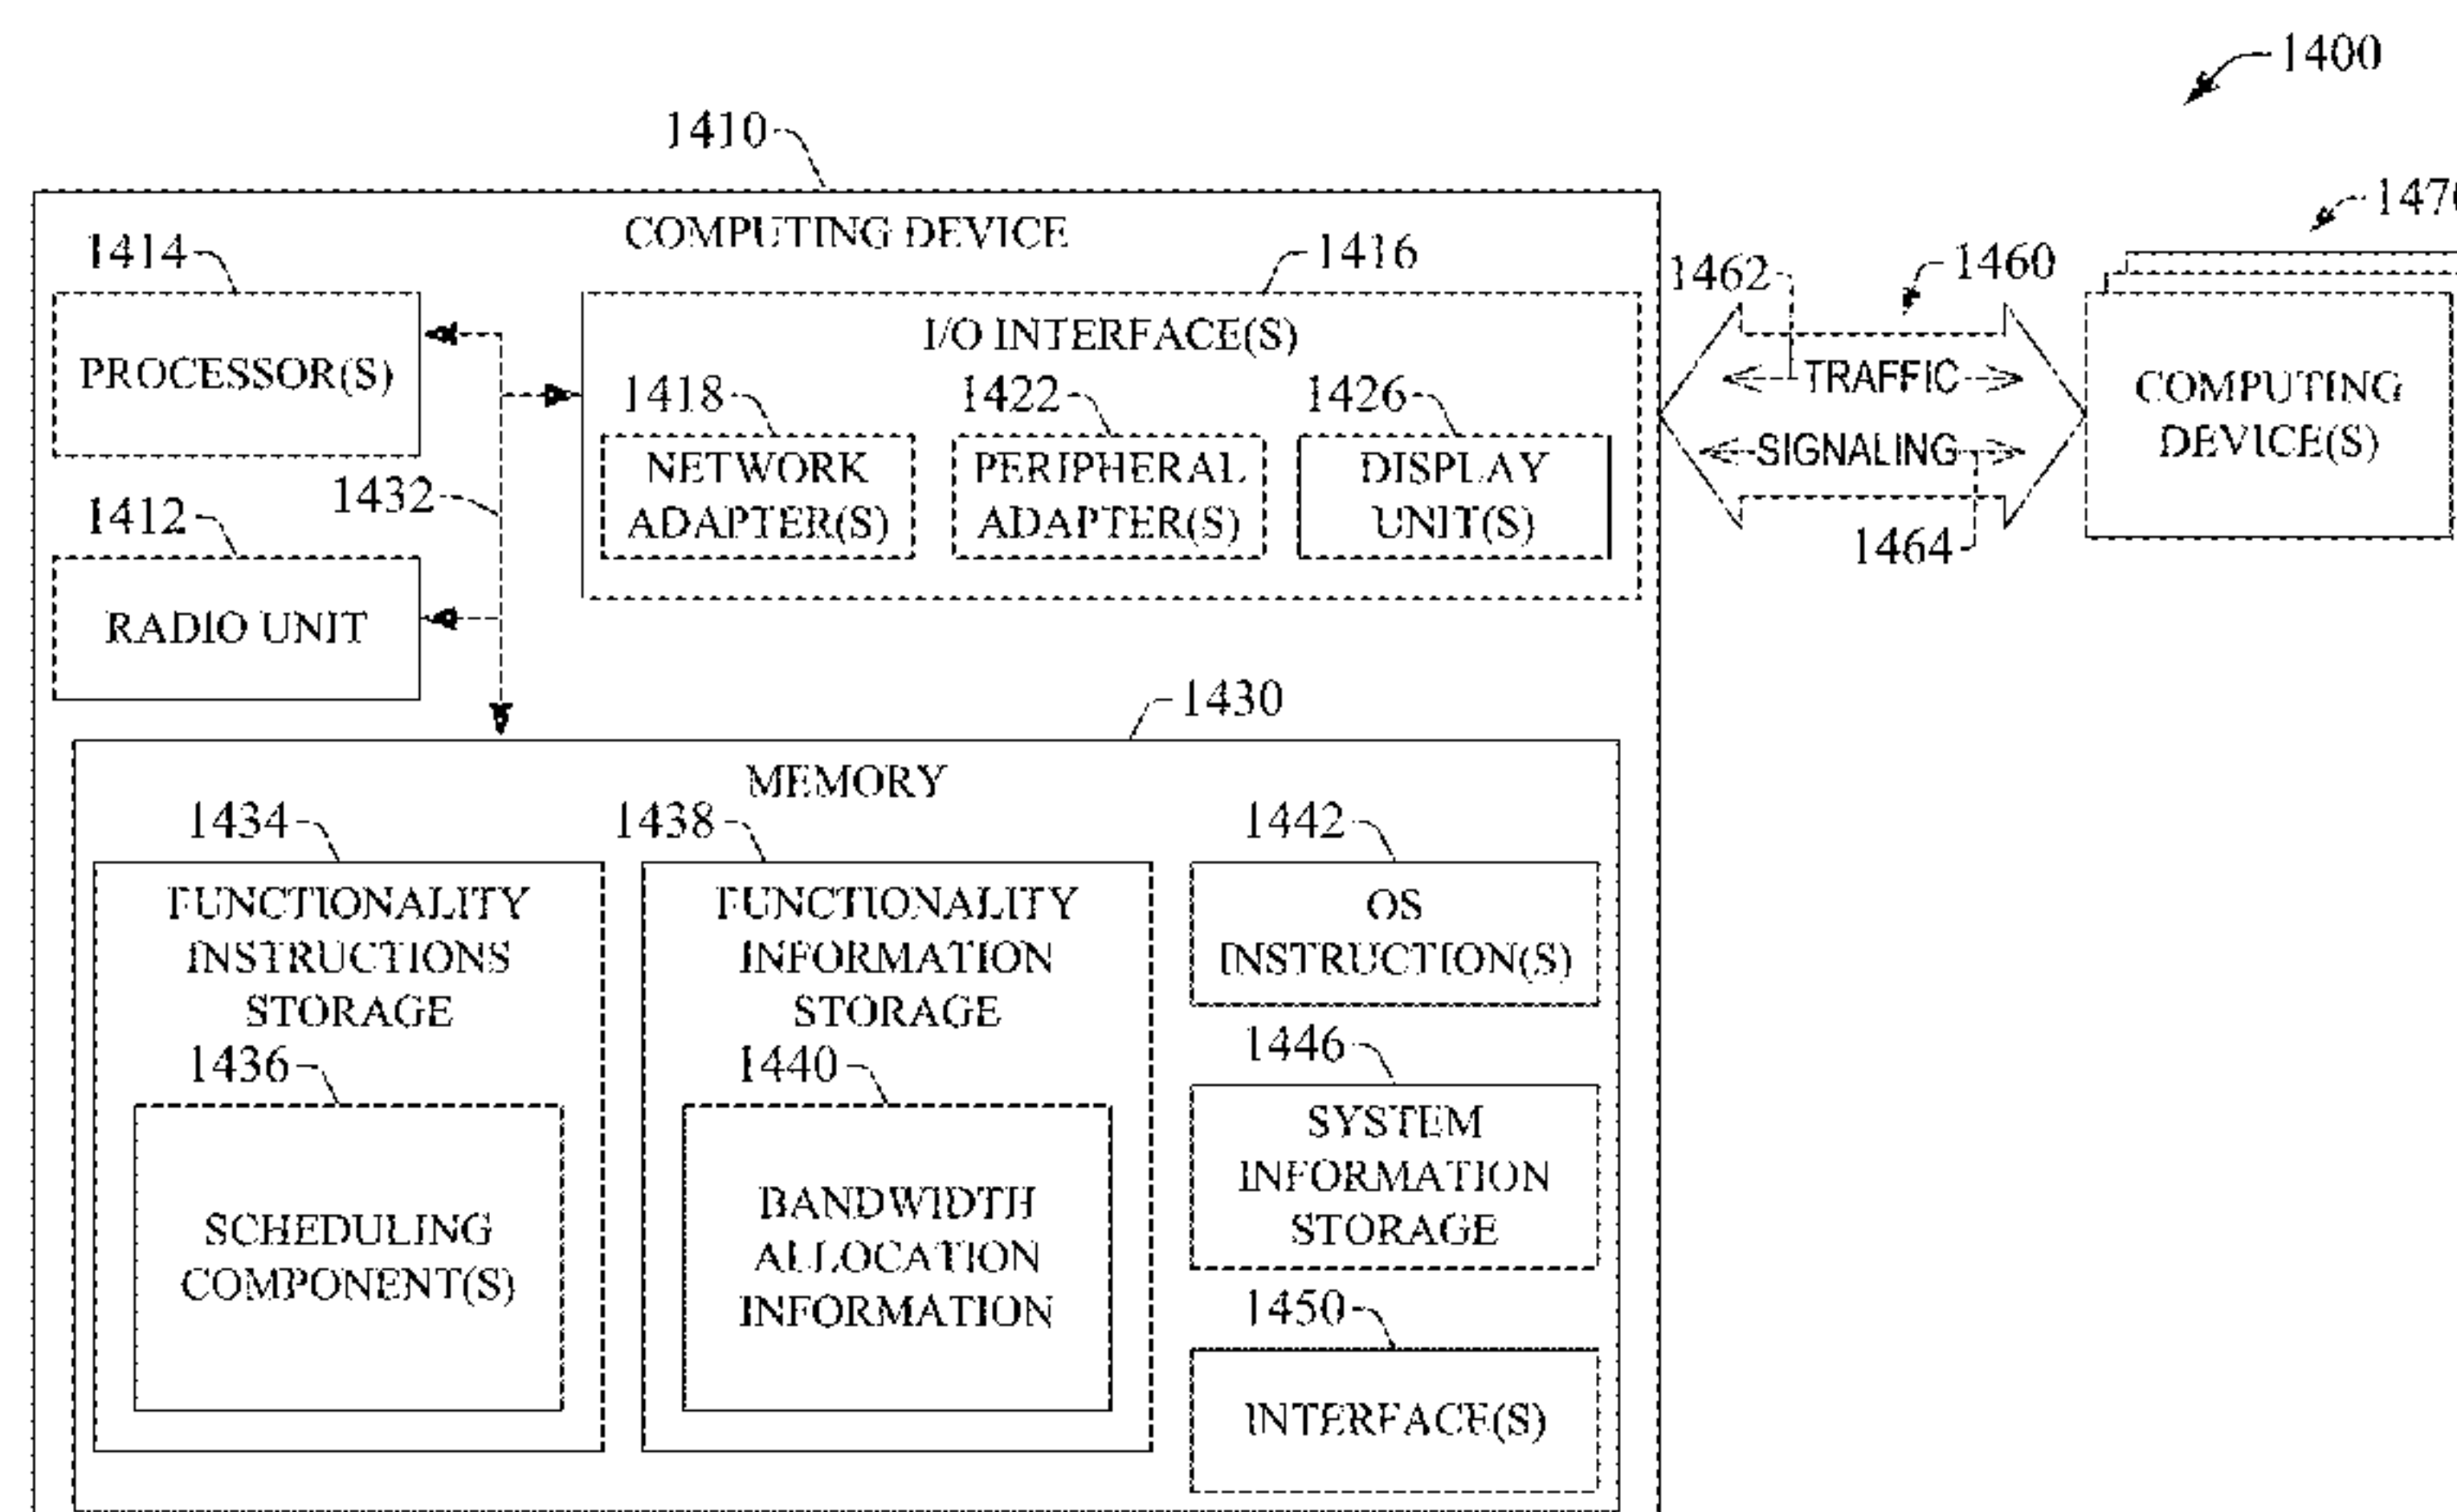 1400
1410
1470
COMPUTING DEVICE
1414
1416
1462
1460
PROCESSOR(S)
I/O INTERFACE(S)
1418
1422
1426
TRAFFIC
COMPUTING
DEVICE(S)
NETWORK
ADAPTER(S)
PERIPHERAL
ADAPTER(S)
DISPLAY
UNIT(S)
SIGNALING
1432
1412
1464
RADIO UNIT
1430
MEMORY
1434
1438
1442
FUNCTIONALITY
INSTRUCTIONS
STORAGE
FUNCTIONALITY
INFORMATION
STORAGE
OS
INSTRUCTION(S)
1436
1440
1446
SCHEDULING
COMPONENT(S)
BANDWIDTH
ALLOCATION
INFORMATION
SYSTEM
INFORMATION
STORAGE
1450
INTERFACE(S)